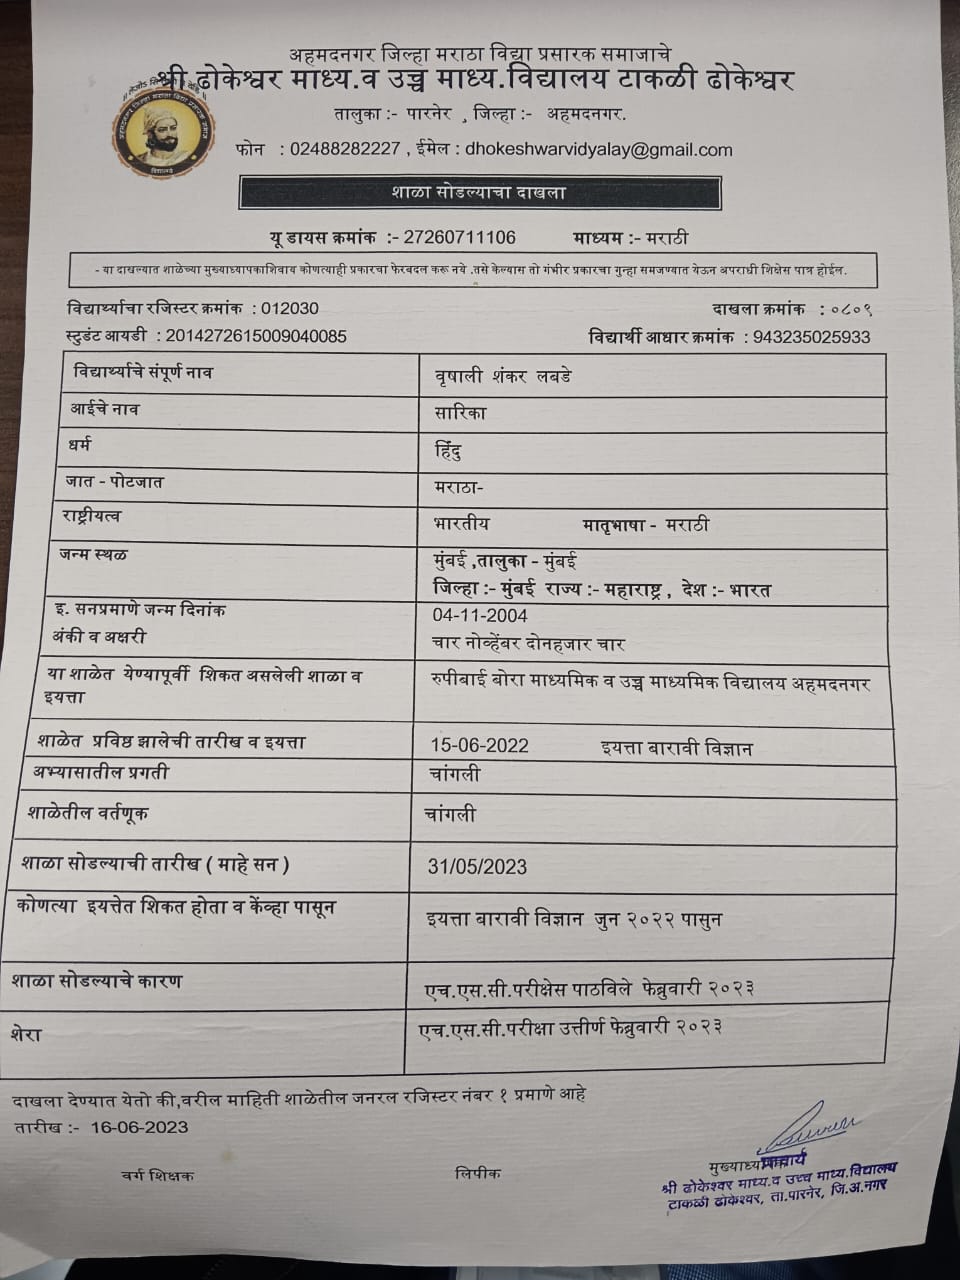 अहमदनगर जिल्हा मराठा विद्या प्रसारक समाजाचे
श्री ढोकेश्वर माध्य.व उच्च माध्य.विद्यालय टाकळी ढोकेश्वर
तालुका :- पारनेर , जिल्हा :- अहमदनगर.
फोन : 02488282227 , ईमेल : dhokeshwarvidyalay@gmail.com
शाळा सोडल्याचा दाखला
यू डायस क्रमांक :- 27260711106 माध्यम :- मराठी
- या दाखल्यात शाळेच्या मुख्याध्यापकाशिवाय कोणत्याही प्रकारचा फेरबदल करू नये .तसे केल्यास तो गंभीर प्रकारचा गुन्हा समजण्यात येऊन अपराधी शिक्षेस पात्र होईल.
विद्यार्थ्याचा रजिस्टर क्रमांक : 012030 दाखला क्रमांक : ०८०९
स्टुडंट आयडी : 2014272615009040085 विद्यार्थी आधार क्रमांक : 943235025933
विद्यार्थ्याचे संपूर्ण नाव वृषाली शंकर लबडे
आईचे नाव सारिका
धर्म हिंदु
जात - पोटजात मराठा-
राष्ट्रीयत्व भारतीय मातृभाषा - मराठी
जन्म स्थळ मुंबई ,तालुका - मुंबई
जिल्हा :- मुंबई राज्य :- महाराष्ट्र , देश :- भारत
इ. सनप्रमाणे जन्म दिनांक 04-11-2004
अंकी व अक्षरी चार नोव्हेंबर दोनहजार चार
या शाळेत येण्यापूर्वी शिकत असलेली शाळा व रुपीबाई बोरा माध्यमिक व उच्च माध्यमिक विद्यालय अहमदनगर
इयत्ता
शाळेत प्रविष्ठ झालेची तारीख व इयत्ता 15-06-2022 इयत्ता बारावी विज्ञान
अभ्यासातील प्रगती चांगली
शाळेतील वर्तणूक चांगली
शाळा सोडल्याची तारीख ( माहे सन ) 31/05/2023
कोणत्या इयत्तेत शिकत होता व केंव्हा पासून इयत्ता बारावी विज्ञान जुन २०२२ पासुन
शाळा सोडल्याचे कारण एच.एस.सी.परीक्षेस पाठविले फेब्रुवारी २०२३
शेरा एच.एस.सी.परीक्षा उत्तीर्ण फेब्रुवारी २०२३
दाखला देण्यात येतो की,वरील माहिती शाळेतील जनरल रजिस्टर नंबर १ प्रमाणे आहे
तारीख :- 16-06-2023
वर्ग शिक्षक लिपीक
प्राचार्य
श्री ढोकेश्वर माध्य.व उच्च माध्य.विद्यालय
टाकळी ढोकेश्वर, ता.पारनेर, जि.अ.नगर